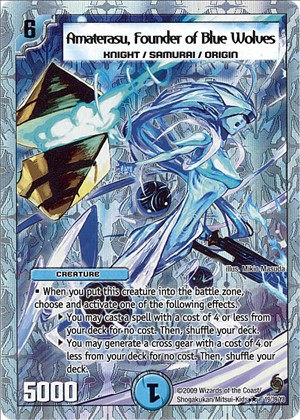 6
Amaterasu, Founder of Blue Wolves
KNIGHT / SAMURAI / ORIGIN
illus. Mikio Masuda
CREATURE
■ When you put this creature into the battle zone,
choose and activate one of the following effects.
▶ You may cast a spell with a cost of 4 or less from
your deck for no cost. Then, shuffle your deck.
▶ You may generate a cross gear with a cost of 4 or
less from your deck for no cost. Then, shuffle your
deck.
5000
1
©2009 Wizards of the Coast/
Shogakukan/Mitsui-Kids